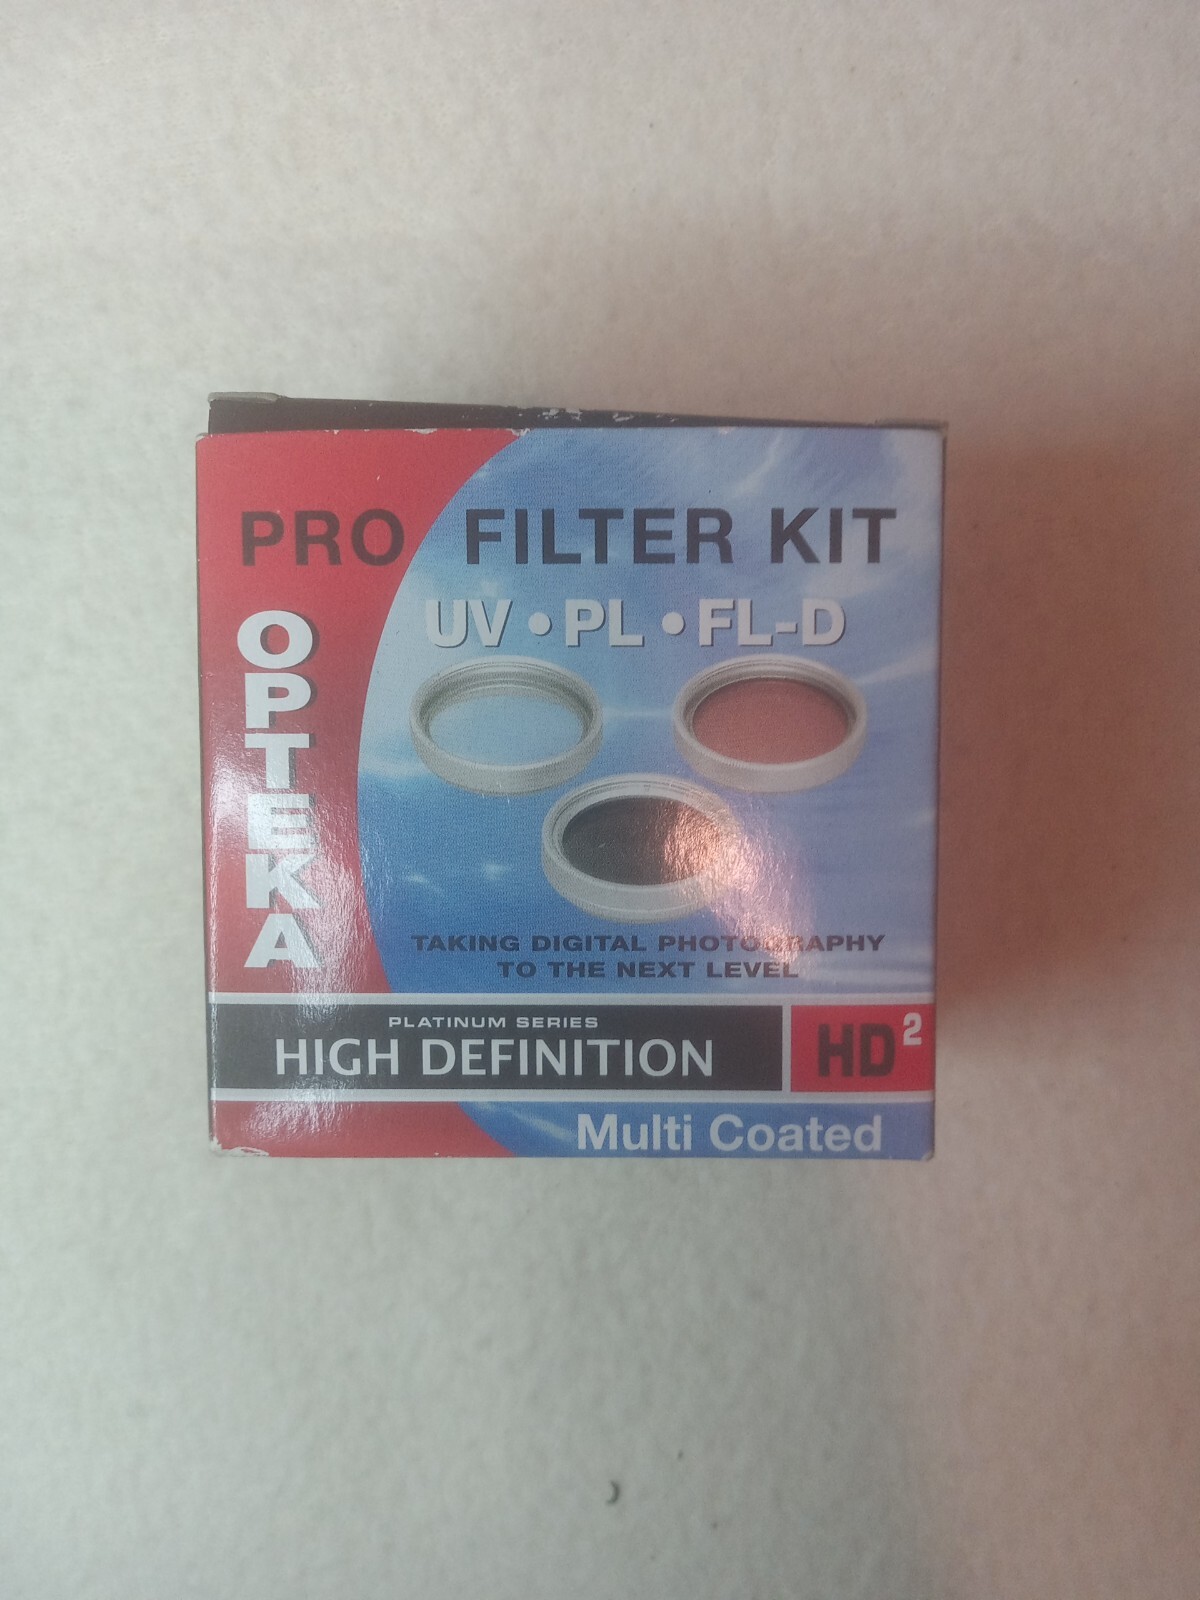 PRO FILTER KIT
UV • PL • FL-D
OPTEKA
TAKING DIGITAL PHOTOGRAPHY
TO THE NEXT LEVEL
PLATINUM SERIES
HIGH DEFINITION
HD²
Multi Coated